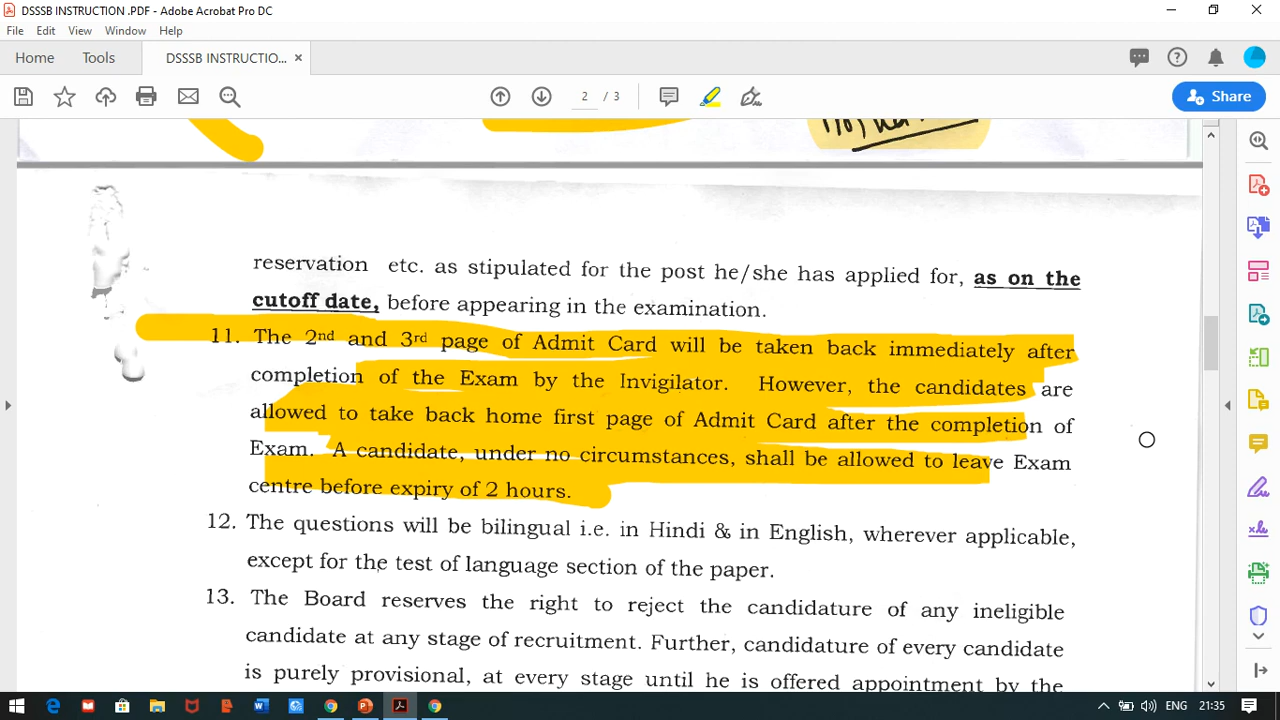 DSSSB INSTRUCTION .PDF - Adobe Acrobat Pro DC
File Edit View Window Help
Home Tools DSSSB INSTRUCTIO... ×
2 / 3
Share
reservation etc. as stipulated for the post he/she has applied for, as on the
cutoff date, before appearing in the examination.
11. The 2nd and 3rd page of Admit Card will be taken back immediately after
completion of the Exam by the Invigilator. However, the candidates are
allowed to take back home first page of Admit Card after the completion of
Exam. A candidate, under no circumstances, shall be allowed to leave Exam
centre before expiry of 2 hours.
12. The questions will be bilingual i.e. in Hindi & in English, wherever applicable,
except for the test of language section of the paper.
13. The Board reserves the right to reject the candidature of any ineligible
candidate at any stage of recruitment. Further, candidature of every candidate
is purely provisional, at every stage until he is offered appointment by the
ENG 21:35